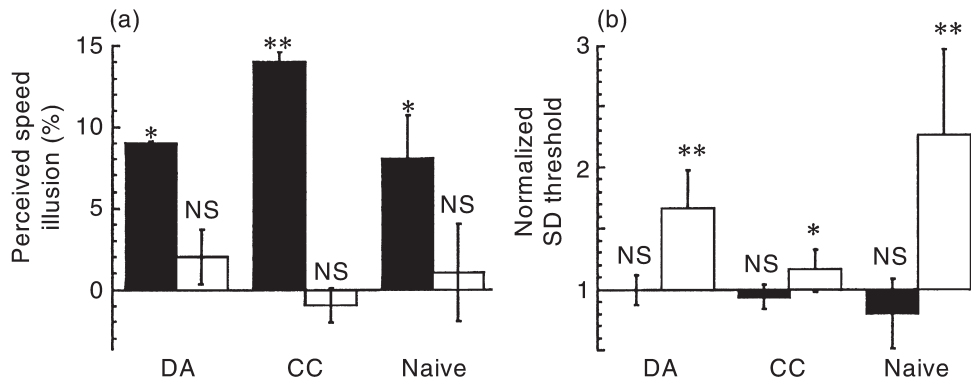 (a)
Perceived speed
illusion (%)
15
10
5
0
*
NS
**
NS
*
NS
DA CC Naive
(b)
Normalized
SD threshold
3
2
1
NS
**
NS
*
NS
**
DA CC Naive